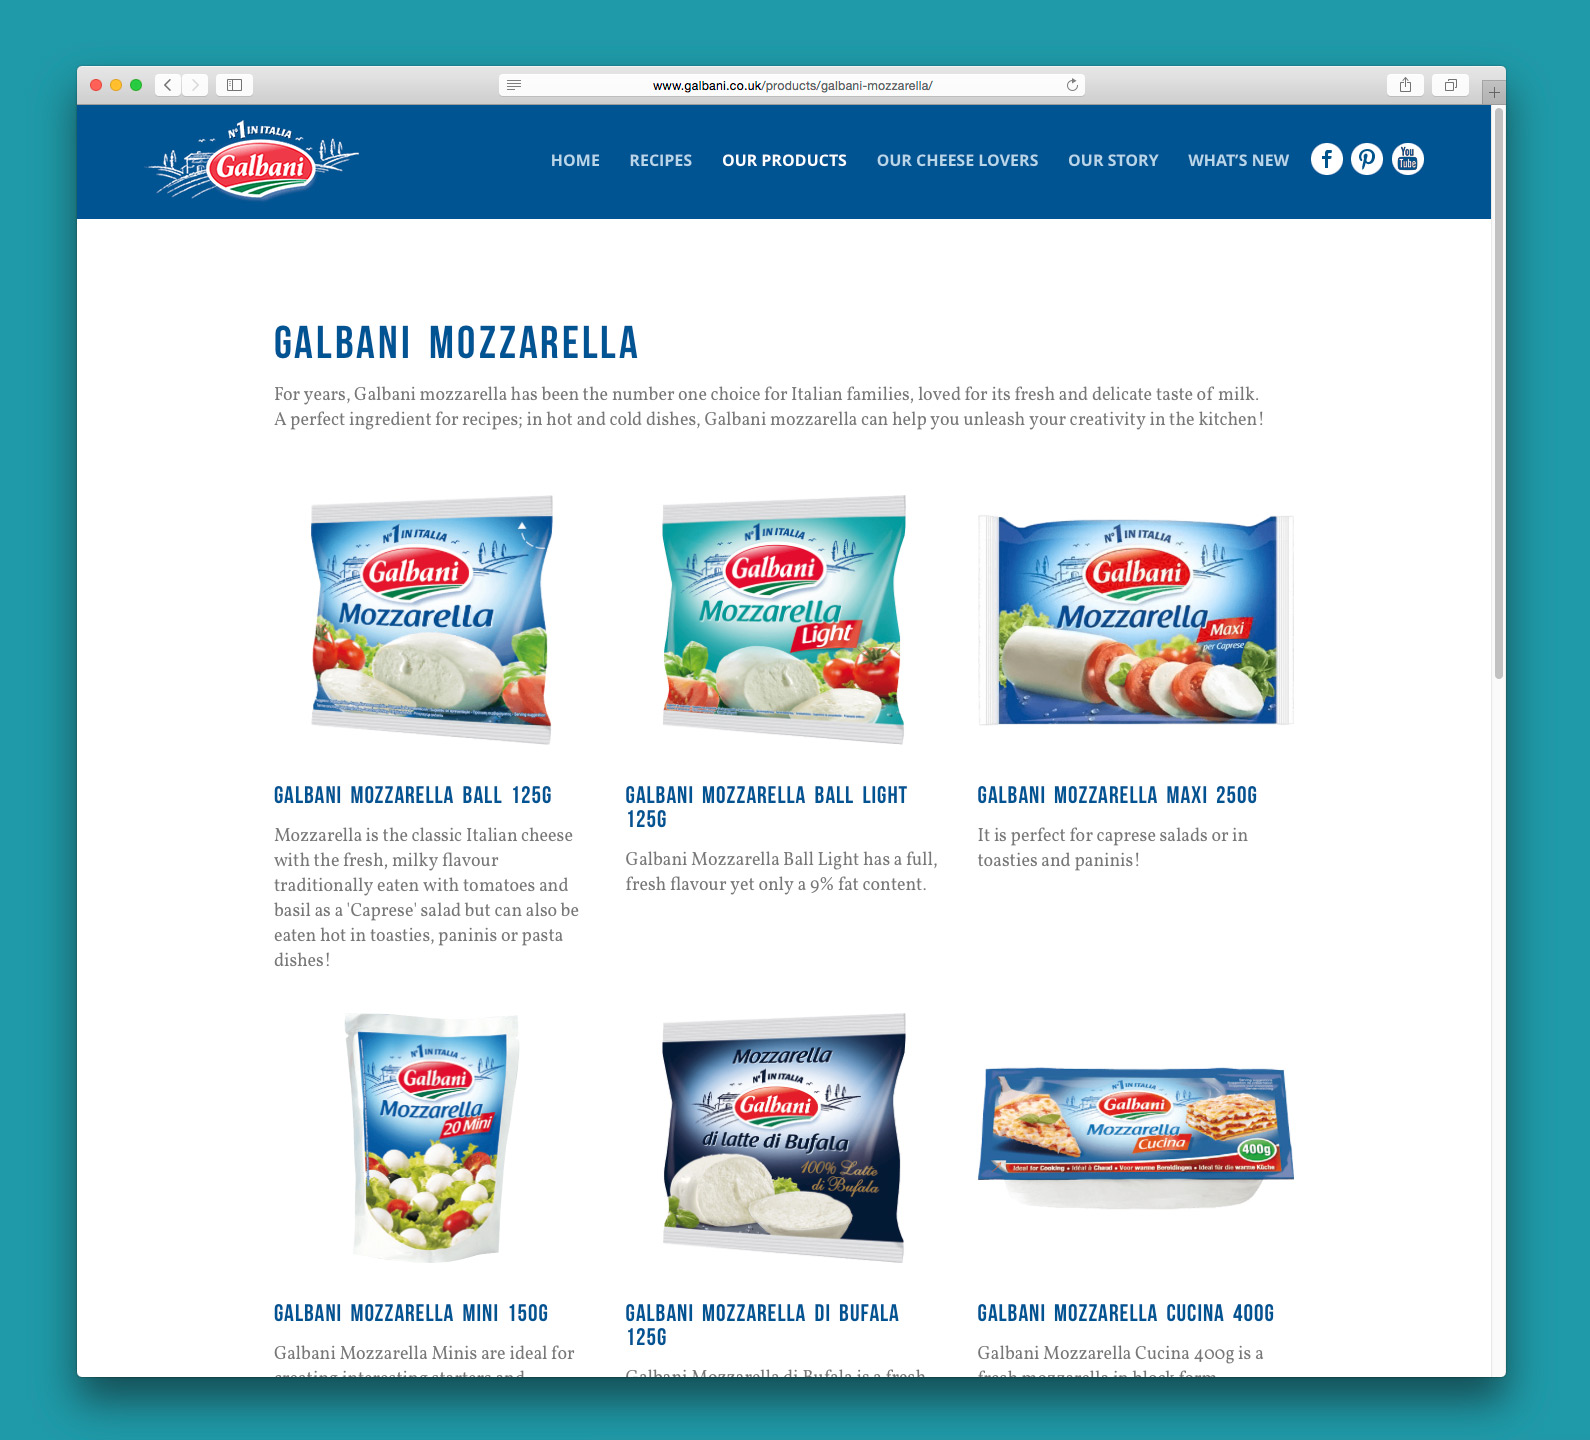 www.galbani.co.uk/products/galbani-mozzarella/
N°1 IN ITALIA
Galbani
HOME
RECIPES
OUR PRODUCTS
OUR CHEESE LOVERS
OUR STORY
WHAT'S NEW
You
Tube
GALBANI MOZZARELLA
For years, Galbani mozzarella has been the number one choice for Italian families, loved for its fresh and delicate taste of milk.
A perfect ingredient for recipes; in hot and cold dishes, Galbani mozzarella can help you unleash your creativity in the kitchen!
N°1 IN ITALIA
Galbani
Mozzarella
N°1 IN ITALIA
Galbani
Mozzarella
Light
N°1 IN ITALIA
Galbani
Mozzarella
Maxi
per Caprese
GALBANI MOZZARELLA BALL 125G
Mozzarella is the classic Italian cheese
with the fresh, milky flavour
traditionally eaten with tomatoes and
basil as a 'Caprese' salad but can also be
eaten hot in toasties, paninis or pasta
dishes!
GALBANI MOZZARELLA BALL LIGHT
125G
Galbani Mozzarella Ball Light has a full,
fresh flavour yet only a 9% fat content.
GALBANI MOZZARELLA MAXI 250G
It is perfect for caprese salads or in
toasties and paninis!
N°1 IN ITALIA
Galbani
Mozzarella
20 Mini
Mozzarella
N°1 IN ITALIA
Galbani
di latte di Bufala
100% Latte
di Bufala
N°1 IN ITALIA
Galbani
Mozzarella
Cucina
400g
Ideal for Cooking • Idéal à Chaud • Voor warme Bereidingen • Ideal für die warme Küche
GALBANI MOZZARELLA MINI 150G
Galbani Mozzarella Minis are ideal for
creating interesting starters and
GALBANI MOZZARELLA DI BUFALA
125G
Galbani Mozzarella di Bufala is a fresh
GALBANI MOZZARELLA CUCINA 400G
Galbani Mozzarella Cucina 400g is a
fresh mozzarella in block form